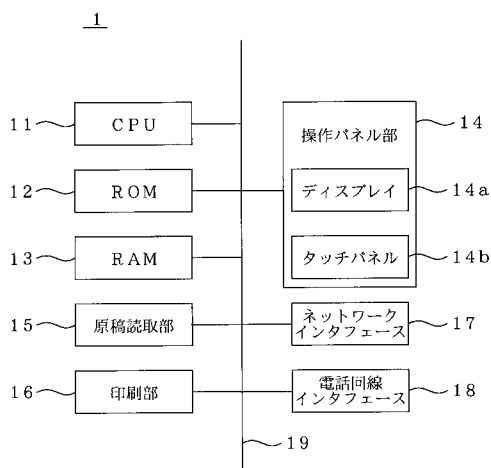 1
11
CPU
12
ROM
13
RAM
15
原稿読取部
16
印刷部
操作パネル部
14
ディスプレイ
14a
タッチパネル
14b
ネットワーク
インタフェース
17
電話回線
インタフェース
18
19